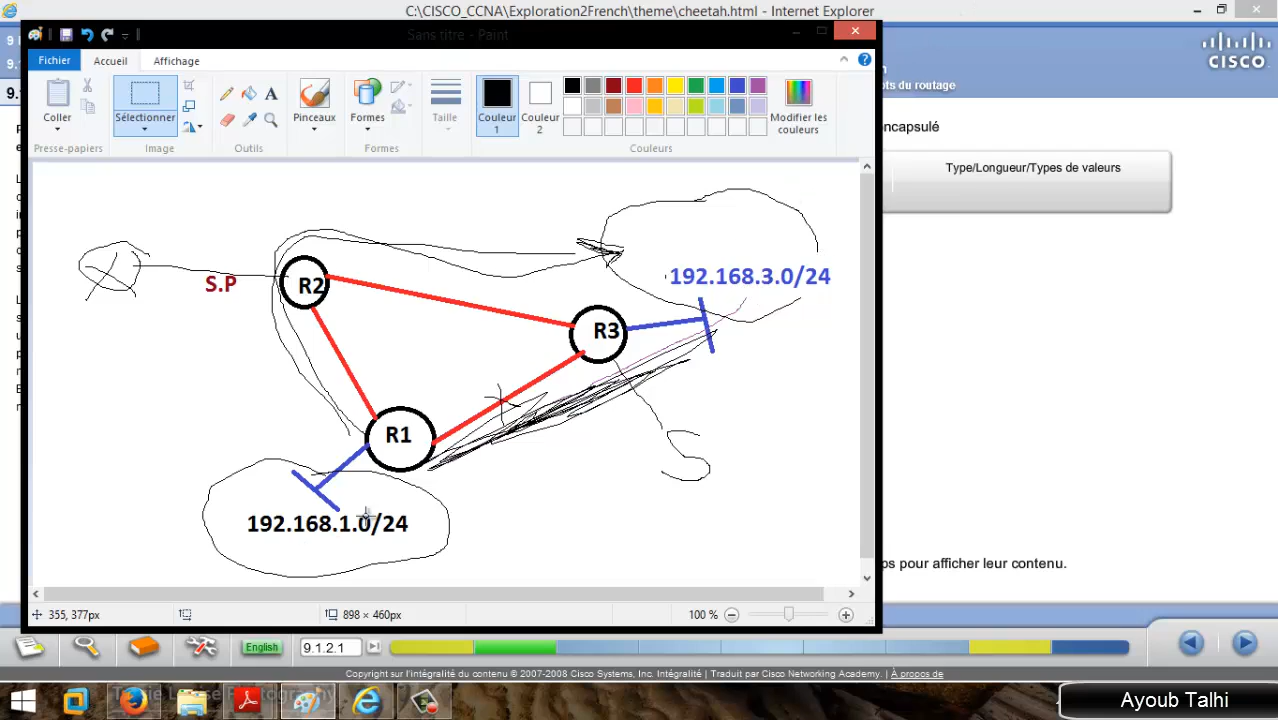 C:\CISCO_CCNA\Exploration2French\theme\cheetah.html - Internet Explorer
Sans titre - Paint
Fichier Accueil Affichage
Coller
Sélectionner
Pinceaux
Formes
Taille
Couleur 1
Couleur 2
Modifier les couleurs
Presse-papiers Image Outils Formes Couleurs
CISCO
ots du routage
ncapsulé
Type/Longueur/Types de valeurs
S.P
R2
192.168.3.0/24
R3
R1
192.168.1.0/24
ps pour afficher leur contenu.
355, 377px
898 × 460px
100 %
English
9.1.2.1
Copyright sur l'intégralité du contenu © 2007-2008 Cisco Systems, Inc. Intégralité | Traduit par Cisco Networking Academy. | À propos de
Ayoub Talhi